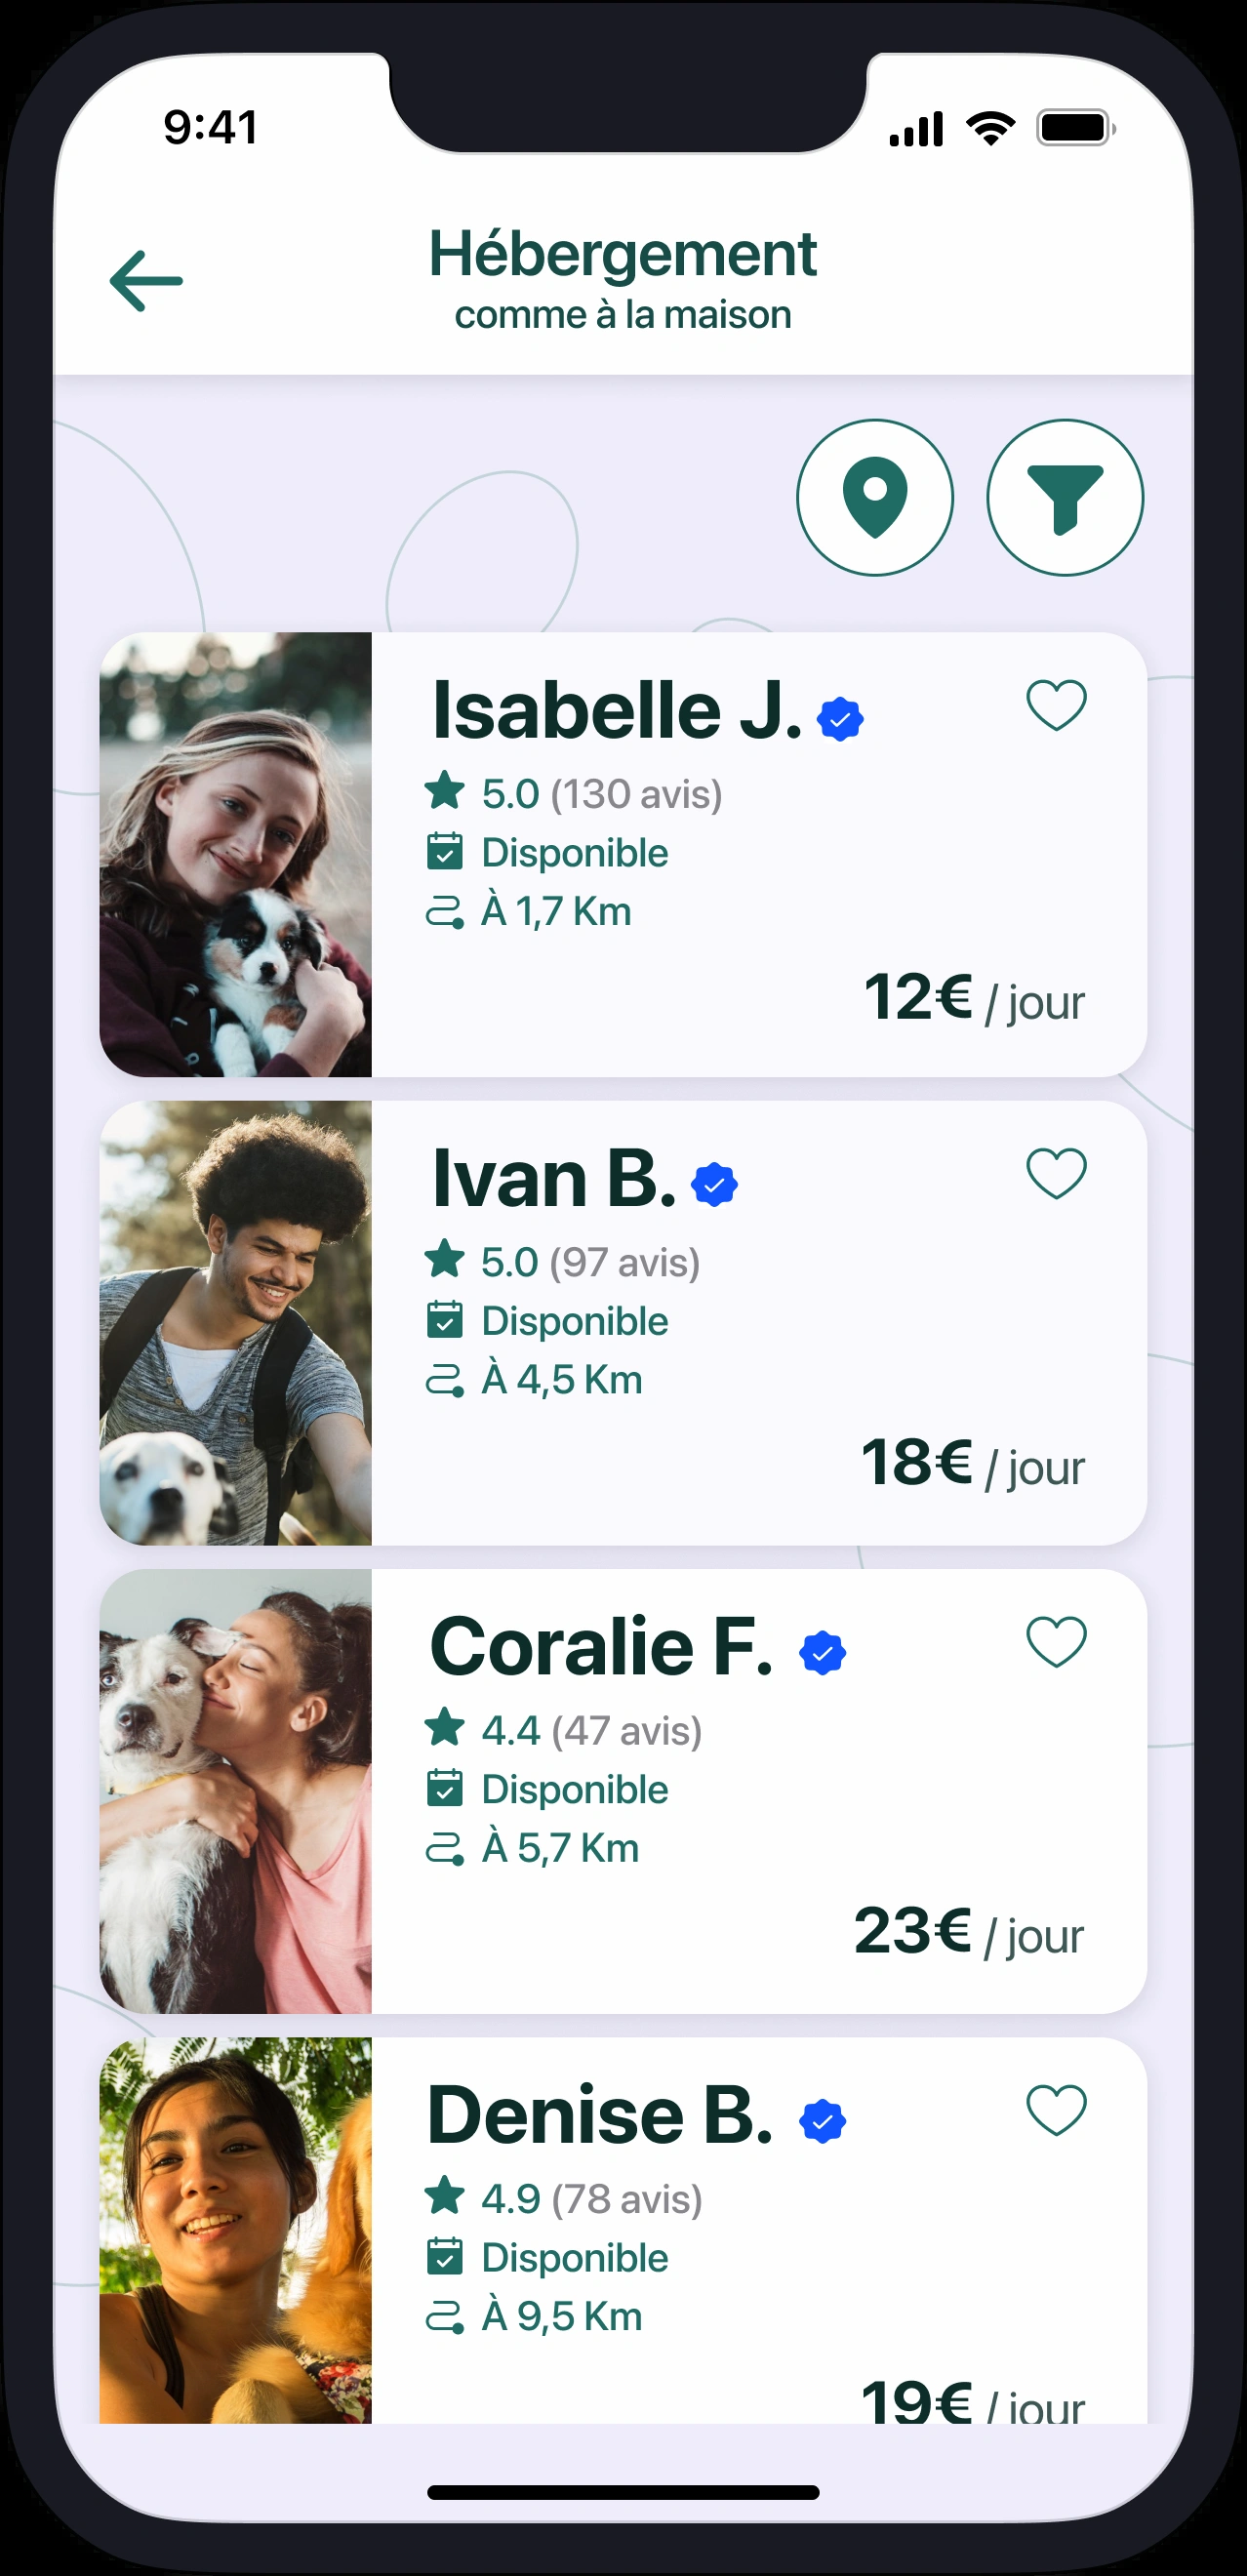 9:41
Hébergement
comme à la maison
Isabelle J.
5.0 (130 avis)
Disponible
À 1,7 Km
12€ / jour
Ivan B.
5.0 (97 avis)
Disponible
À 4,5 Km
18€ / jour
Coralie F.
4.4 (47 avis)
Disponible
À 5,7 Km
23€ / jour
Denise B.
4.9 (78 avis)
Disponible
À 9,5 Km
19€ / jour